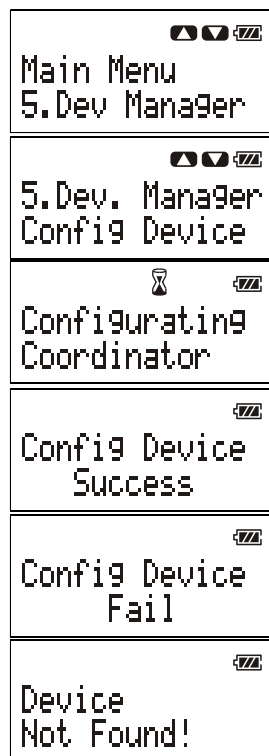 Main Menu
5.Dev Manager
5.Dev. Manager
Config Device
Configurating
Coordinator
Config Device
Success
Config Device
Fail
Device
Not Found!